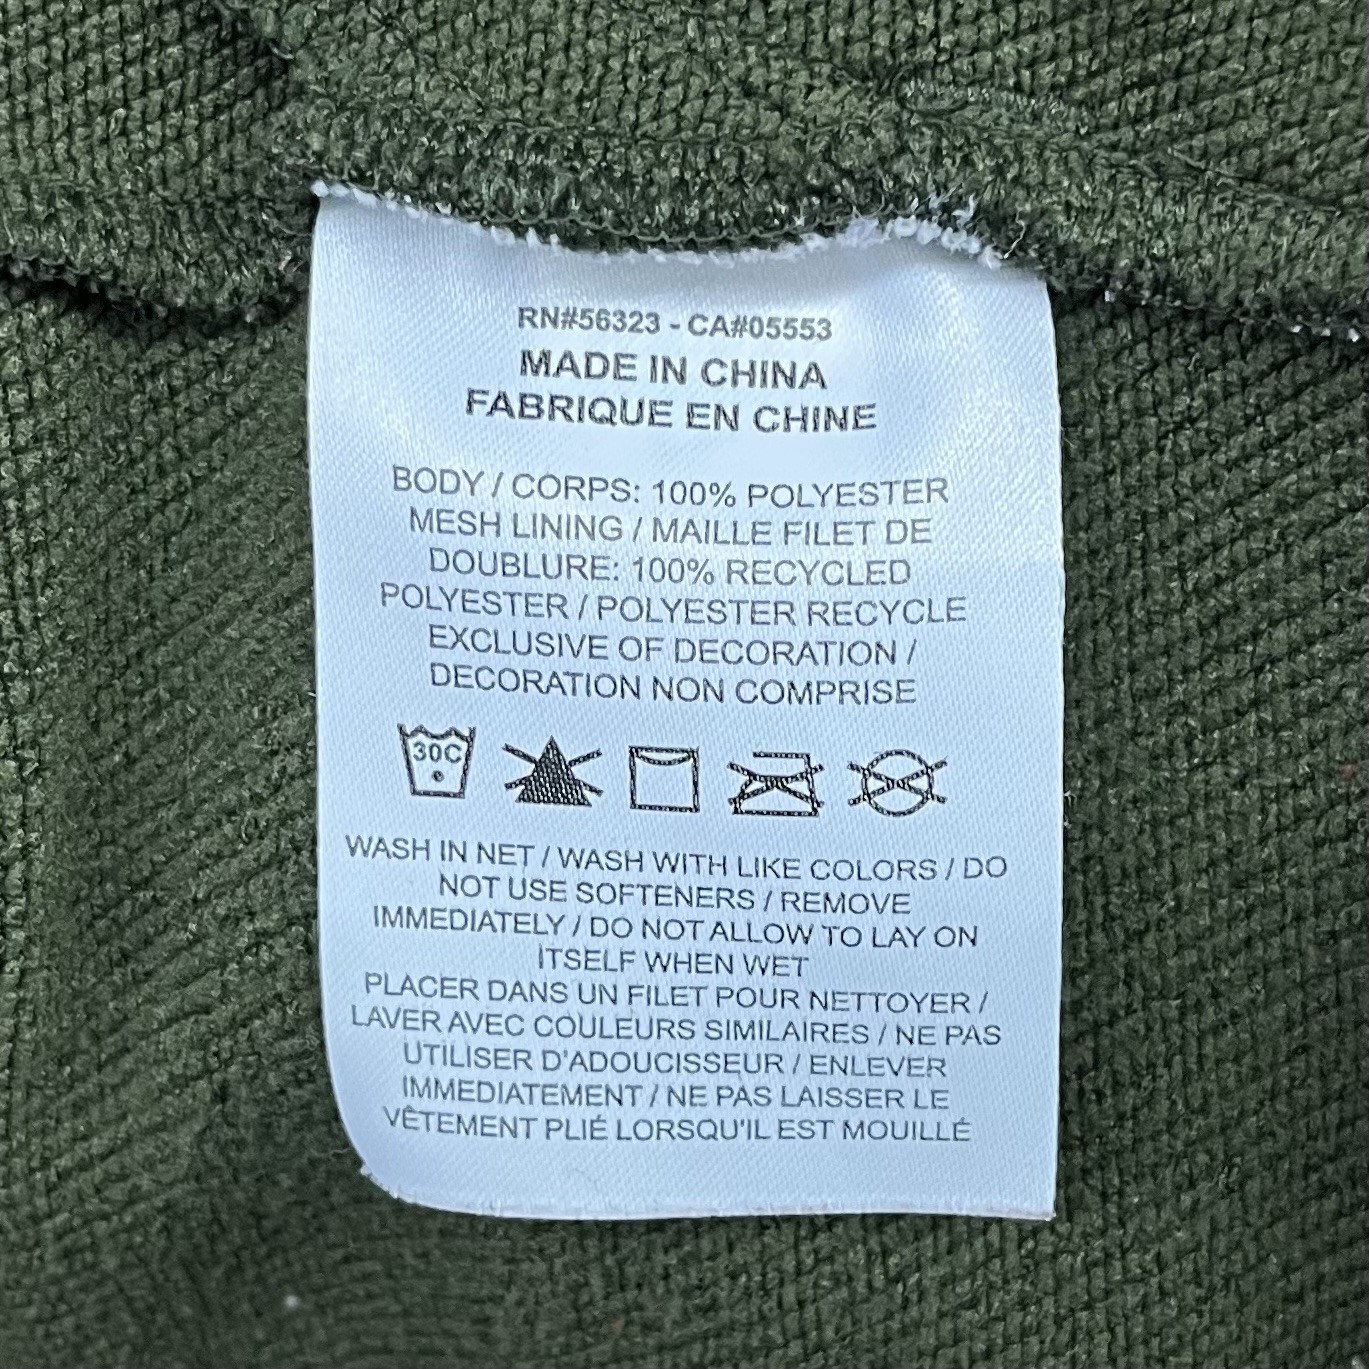 RN#56323 - CA#05553
MADE IN CHINA
FABRIQUE EN CHINE
BODY / CORPS: 100% POLYESTER
MESH LINING / MAILLE FILET DE
DOUBLURE: 100% RECYCLED
POLYESTER / POLYESTER RECYCLE
EXCLUSIVE OF DECORATION /
DECORATION NON COMPRISE
30C
WASH IN NET / WASH WITH LIKE COLORS / DO
NOT USE SOFTENERS / REMOVE
IMMEDIATELY / DO NOT ALLOW TO LAY ON
ITSELF WHEN WET
PLACER DANS UN FILET POUR NETTOYER /
LAVER AVEC COULEURS SIMILAIRES / NE PAS
UTILISER D'ADOUCISSEUR / ENLEVER
IMMEDIATEMENT / NE PAS LAISSER LE
VÊTEMENT PLIÉ LORSQU'IL EST MOUILLÉ